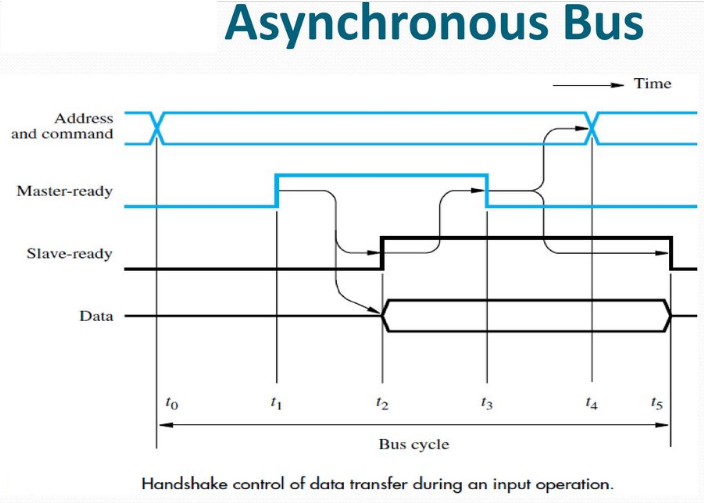 Asynchronous Bus
Time
Address
and command
Master-ready
Slave-ready
Data
t0 t1 t2 t3 t4 t5
Bus cycle
Handshake control of data transfer during an input operation.